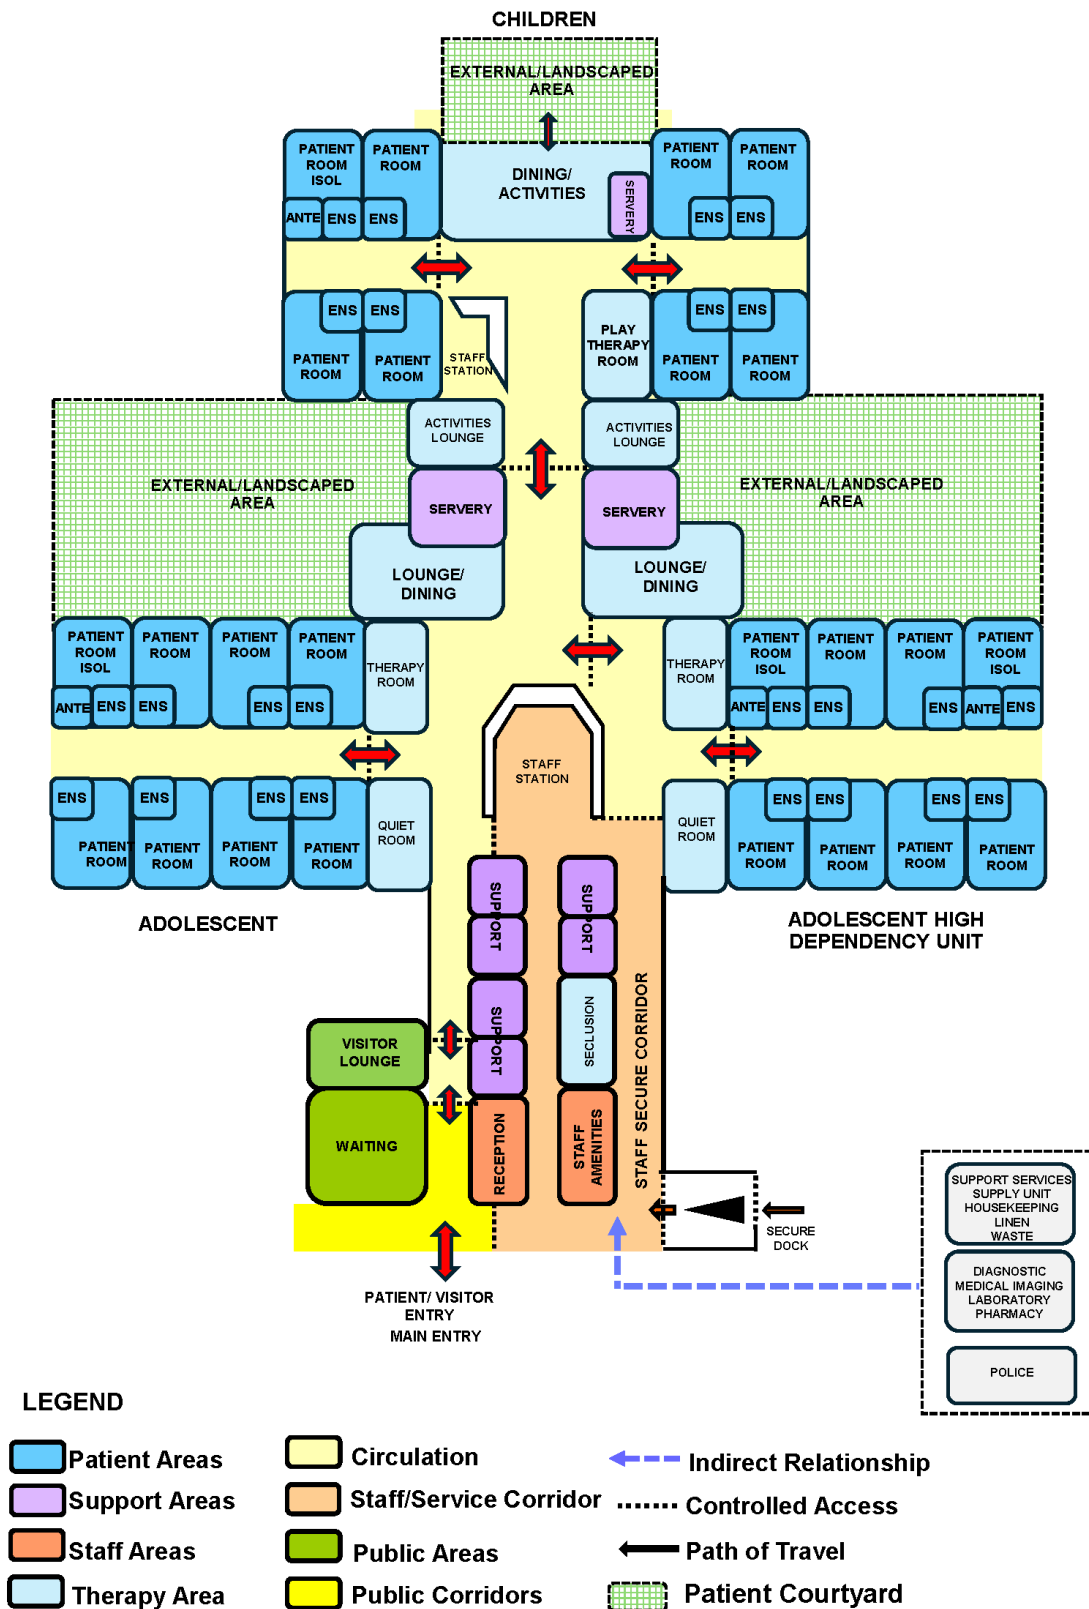 CHILDREN
EXTERNAL/LANDSCAPED
AREA
PATIENT
ROOM
ISOL
PATIENT
ROOM
DINING/
ACTIVITIES
SERVERY
PATIENT
ROOM
PATIENT
ROOM
ANTE
ENS
ENS
ENS
ENS
ENS
ENS
PATIENT
ROOM
PATIENT
ROOM
STAFF
STATION
PLAY
THERAPY
ROOM
ENS
ENS
PATIENT
ROOM
PATIENT
ROOM
ACTIVITIES
LOUNGE
ACTIVITIES
LOUNGE
EXTERNAL/LANDSCAPED
AREA
SERVERY
SERVERY
EXTERNAL/LANDSCAPED
AREA
LOUNGE/
DINING
LOUNGE/
DINING
PATIENT
ROOM
ISOL
PATIENT
ROOM
PATIENT
ROOM
PATIENT
ROOM
THERAPY
ROOM
ANTE
ENS
ENS
ENS
ENS
THERAPY
ROOM
PATIENT
ROOM
ISOL
PATIENT
ROOM
PATIENT
ROOM
PATIENT
ROOM
ISOL
ANTE
ENS
ENS
ENS
ANTE
ENS
STAFF
STATION
ENS
ENS
ENS
ENS
PATIENT
ROOM
PATIENT
ROOM
PATIENT
ROOM
PATIENT
ROOM
QUIET
ROOM
QUIET
ROOM
ENS
ENS
ENS
ENS
PATIENT
ROOM
PATIENT
ROOM
PATIENT
ROOM
PATIENT
ROOM
ADOLESCENT
ADOLESCENT HIGH
DEPENDENCY UNIT
SUPPORT
SUPPORT
SUPPORT
SECLUSION
STAFF SECURE CORRIDOR
VISITOR
LOUNGE
WAITING
RECEPTION
STAFF
AMENITIES
SECURE
DOCK
PATIENT/ VISITOR
ENTRY
MAIN ENTRY
SUPPORT SERVICES
SUPPLY UNIT
HOUSEKEEPING
LINEN
WASTE
DIAGNOSTIC
MEDICAL IMAGING
LABORATORY
PHARMACY
POLICE
LEGEND
Patient Areas
Support Areas
Staff Areas
Therapy Area
Circulation
Staff/Service Corridor
Public Areas
Public Corridors
Indirect Relationship
Controlled Access
Path of Travel
Patient Courtyard